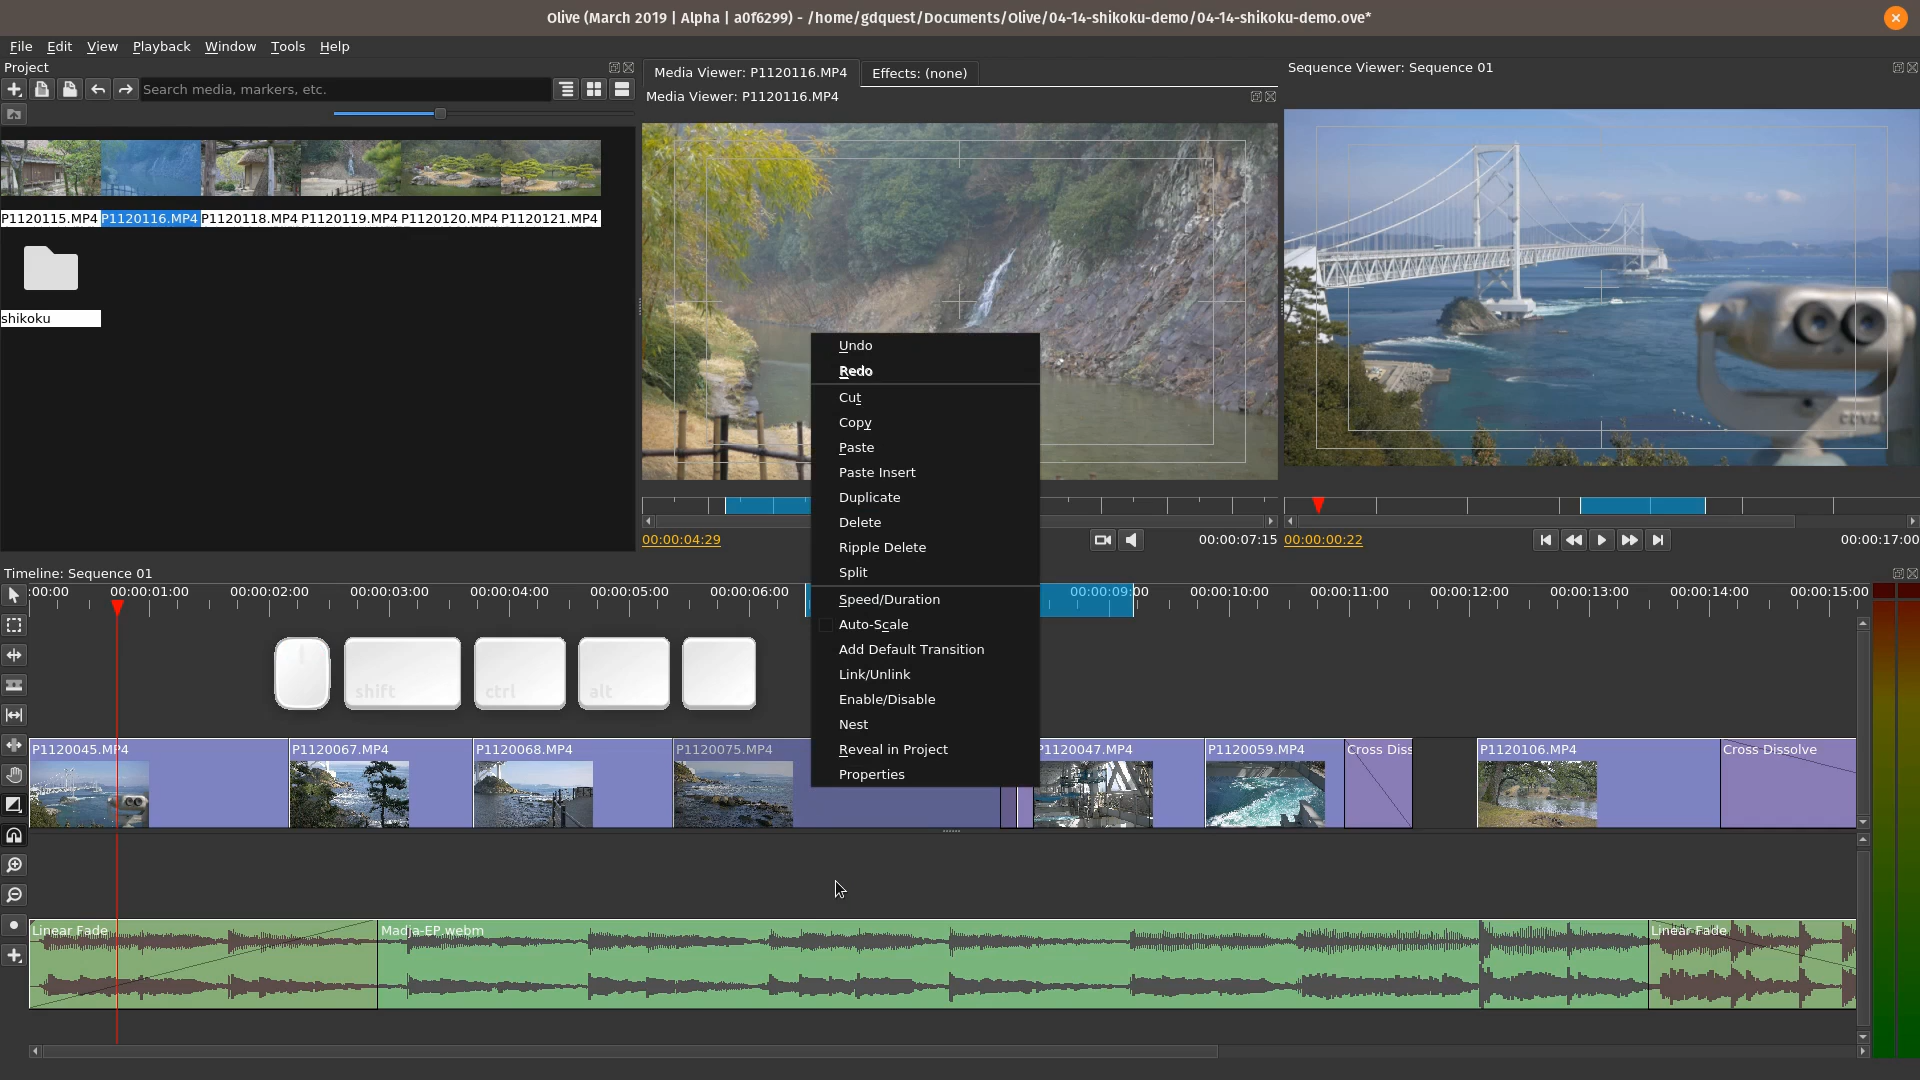 Olive (March 2019 | Alpha | a0f6299) - /home/gdquest/Documents/Olive/04-14-shikoku-demo/04-14-shikoku-demo.ove*
File Edit View Playback Window Tools Help
Project
Search media, markers, etc.
P1120115.MP4 P1120116.MP4 P1120118.MP4 P1120119.MP4 P1120120.MP4 P1120121.MP4
shikoku
Media Viewer: P1120116.MP4 Effects: (none)
Media Viewer: P1120116.MP4
00:00:04:29 00:00:07:15
Sequence Viewer: Sequence 01
00:00:00:22 00:00:17:00
Undo
Redo
Cut
Copy
Paste
Paste Insert
Duplicate
Delete
Ripple Delete
Split
Speed/Duration
Auto-Scale
Add Default Transition
Link/Unlink
Enable/Disable
Nest
Reveal in Project
Properties
Timeline: Sequence 01
:00:00 00:00:01:00 00:00:02:00 00:00:03:00 00:00:04:00 00:00:05:00 00:00:06:00 00:00:09:00 00:00:10:00 00:00:11:00 00:00:12:00 00:00:13:00 00:00:14:00 00:00:15:00
shift ctrl alt
P1120045.MP4 P1120067.MP4 P1120068.MP4 P1120075.MP4 P1120047.MP4 P1120059.MP4 Cross Diss P1120106.MP4 Cross Dissolve
Linear Fade Madja-EP.webm Linear Fade